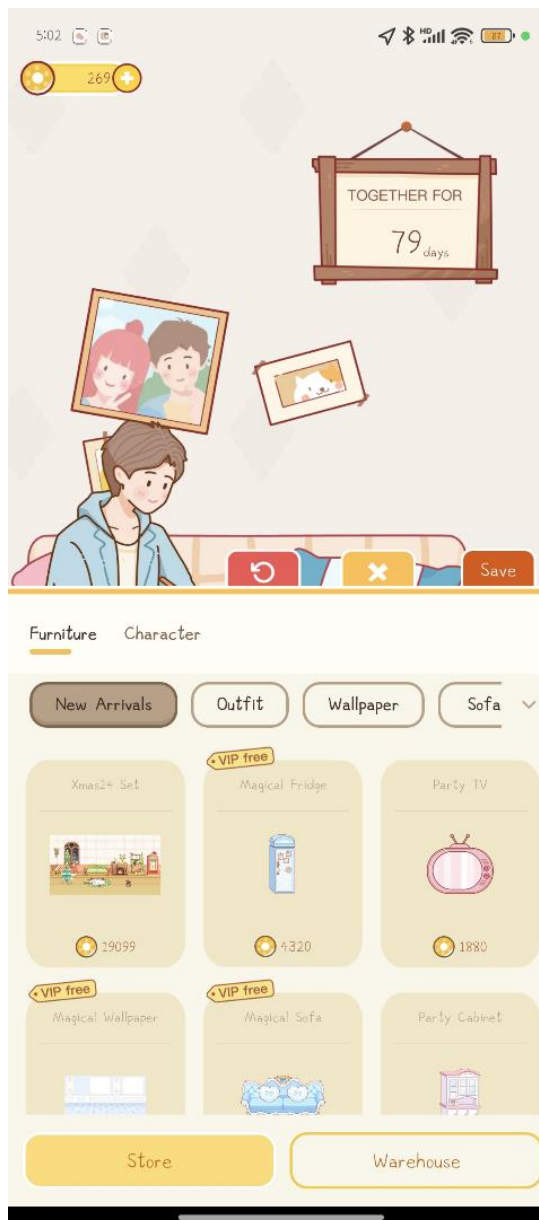 5:02
HD
87
269
TOGETHER FOR
79 days
Save
Furniture Character
New Arrivals Outfit Wallpaper Sofa
VIP free
Xmas24 Set Magical Fridge Party TV
19099 4320 1880
VIP free VIP free
Magical Wallpaper Magical Sofa Party Cabinet
Store Warehouse